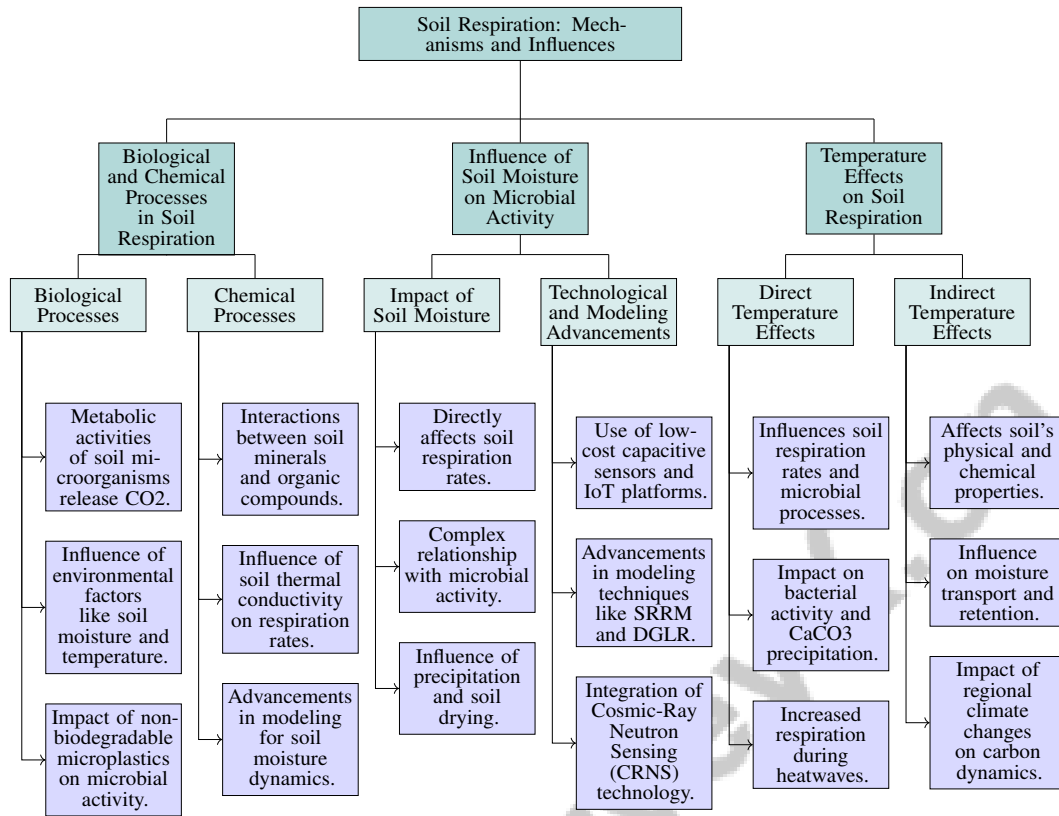 Soil Respiration: Mech-
anisms and Influences
Biological
and Chemical
Processes
in Soil
Respiration
Influence of
Soil Moisture
on Microbial
Activity
Temperature
Effects
on Soil
Respiration
Biological
Processes
Chemical
Processes
Impact of
Soil Moisture
Technological
and Modeling
Advancements
Direct
Temperature
Effects
Indirect
Temperature
Effects
Metabolic
activities
of soil mi-
croorganisms
release CO2.
Influence of
environmental
factors
like soil
moisture and
temperature.
Impact of non-
biodegradable
microplastics
on microbial
activity.
Interactions
between soil
minerals
and organic
compounds.
Influence of
soil thermal
conductivity
on respiration
rates.
Advancements
in modeling
for soil
moisture
dynamics.
Directly
affects soil
respiration
rates.
Complex
relationship
with microbial
activity.
Influence of
precipitation
and soil
drying.
Use of low-
cost capacitive
sensors and
IoT platforms.
Advancements
in modeling
techniques
like SRRM
and DGLR.
Integration of
Cosmic-Ray
Neutron
Sensing
(CRNS)
technology.
Influences soil
respiration
rates and
microbial
processes.
Impact on
bacterial
activity and
CaCO3
precipitation.
Increased
respiration
during
heatwaves.
Affects soil's
physical and
chemical
properties.
Influence
on moisture
transport and
retention.
Impact of
regional
climate
changes
on carbon
dynamics.